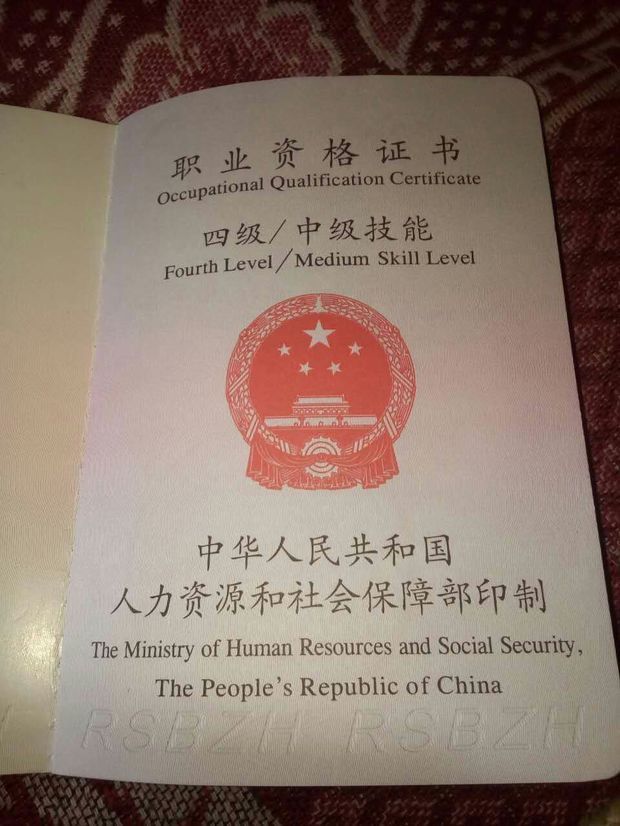 职业资格证书
Occupational Qualification Certificate
四级/中级技能
Fourth Level/Medium Skill Level
中华人民共和国
人力资源和社会保障部印制
The Ministry of Human Resources and Social Security,
The People's Republic of China
RSBZH RSBZH